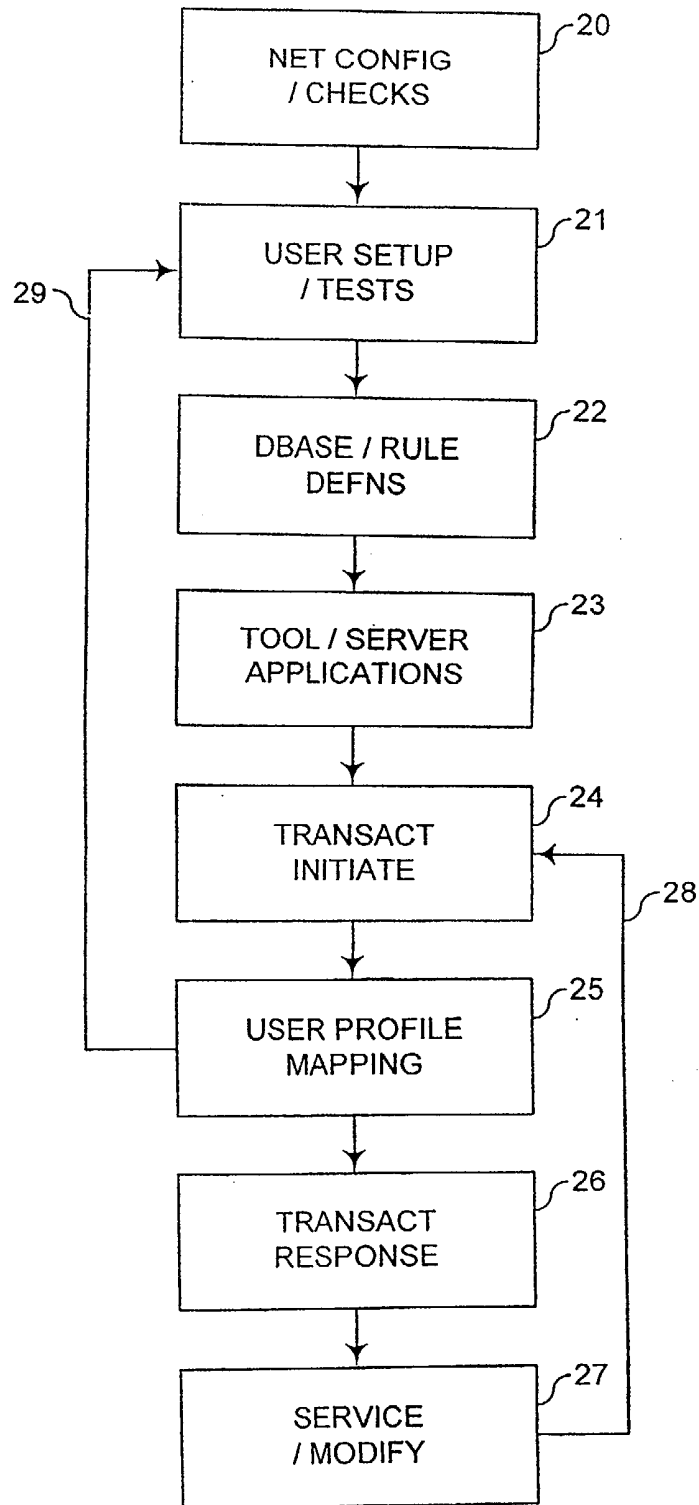 20
NET CONFIG
/ CHECKS
21
USER SETUP
/ TESTS
29
22
DBASE / RULE
DEFNS
23
TOOL / SERVER
APPLICATIONS
24
TRANSACT
INITIATE
28
25
USER PROFILE
MAPPING
26
TRANSACT
RESPONSE
27
SERVICE
/ MODIFY